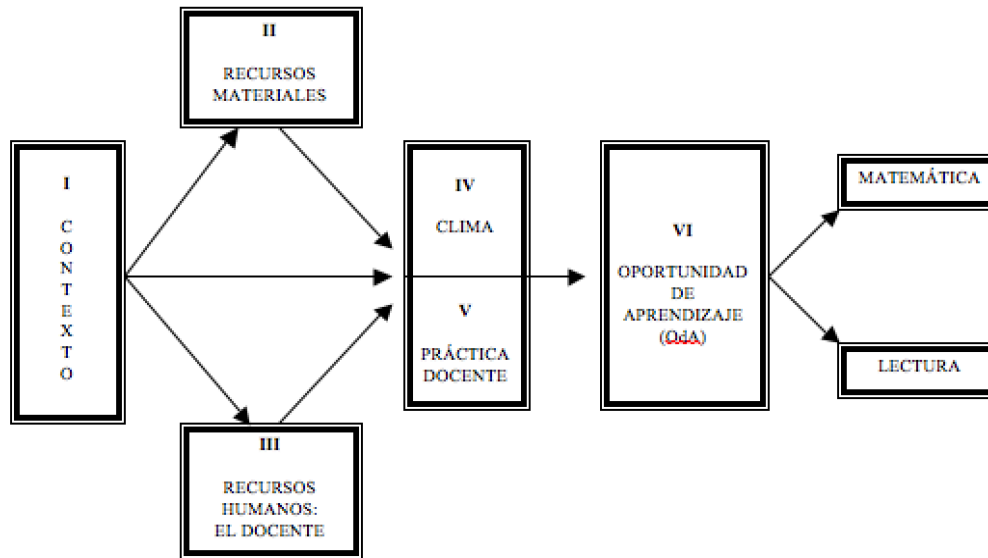 I
C
O
N
T
E
X
T
O
II
RECURSOS
MATERIALES
III
RECURSOS
HUMANOS:
EL DOCENTE
IV
CLIMA
V
PRÁCTICA
DOCENTE
VI
OPORTUNIDAD
DE
APRENDIZAJE
(OdA)
MATEMÁTICA
LECTURA